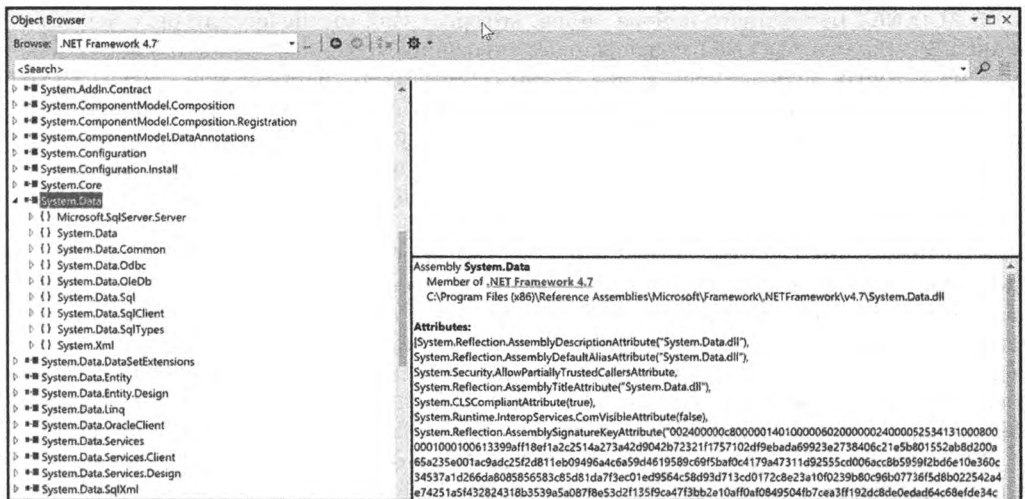 Object Browser
Browse: .NET Framework 4.7
<Search>
System.AddIn.Contract
System.ComponentModel.Composition
System.ComponentModel.Composition.Registration
System.ComponentModel.DataAnnotations
System.Configuration
System.Configuration.Install
System.Core
System.Data
{ } Microsoft.SqlServer.Server
{ } System.Data
{ } System.Data.Common
{ } System.Data.Odbc
{ } System.Data.OleDb
{ } System.Data.Sql
{ } System.Data.SqlClient
{ } System.Data.SqlTypes
{ } System.Xml
System.Data.DataSetExtensions
System.Data.Entity
System.Data.Entity.Design
System.Data.Linq
System.Data.OracleClient
System.Data.Services
System.Data.Services.Client
System.Data.Services.Design
System.Data.SqlXml
Assembly System.Data
Member of .NET Framework 4.7
C:\Program Files (x86)\Reference Assemblies\Microsoft\Framework\.NETFramework\v4.7\System.Data.dll
Attributes:
[System.Reflection.AssemblyDescriptionAttribute("System.Data.dll"),
System.Reflection.AssemblyDefaultAliasAttribute("System.Data.dll"),
System.Security.AllowPartiallyTrustedCallersAttribute,
System.Reflection.AssemblyTitleAttribute("System.Data.dll"),
System.CLSCompliantAttribute(true),
System.Runtime.InteropServices.ComVisibleAttribute(false),
System.Reflection.AssemblySignatureKeyAttribute("002400000c800000140100000602000000240000525341310008000